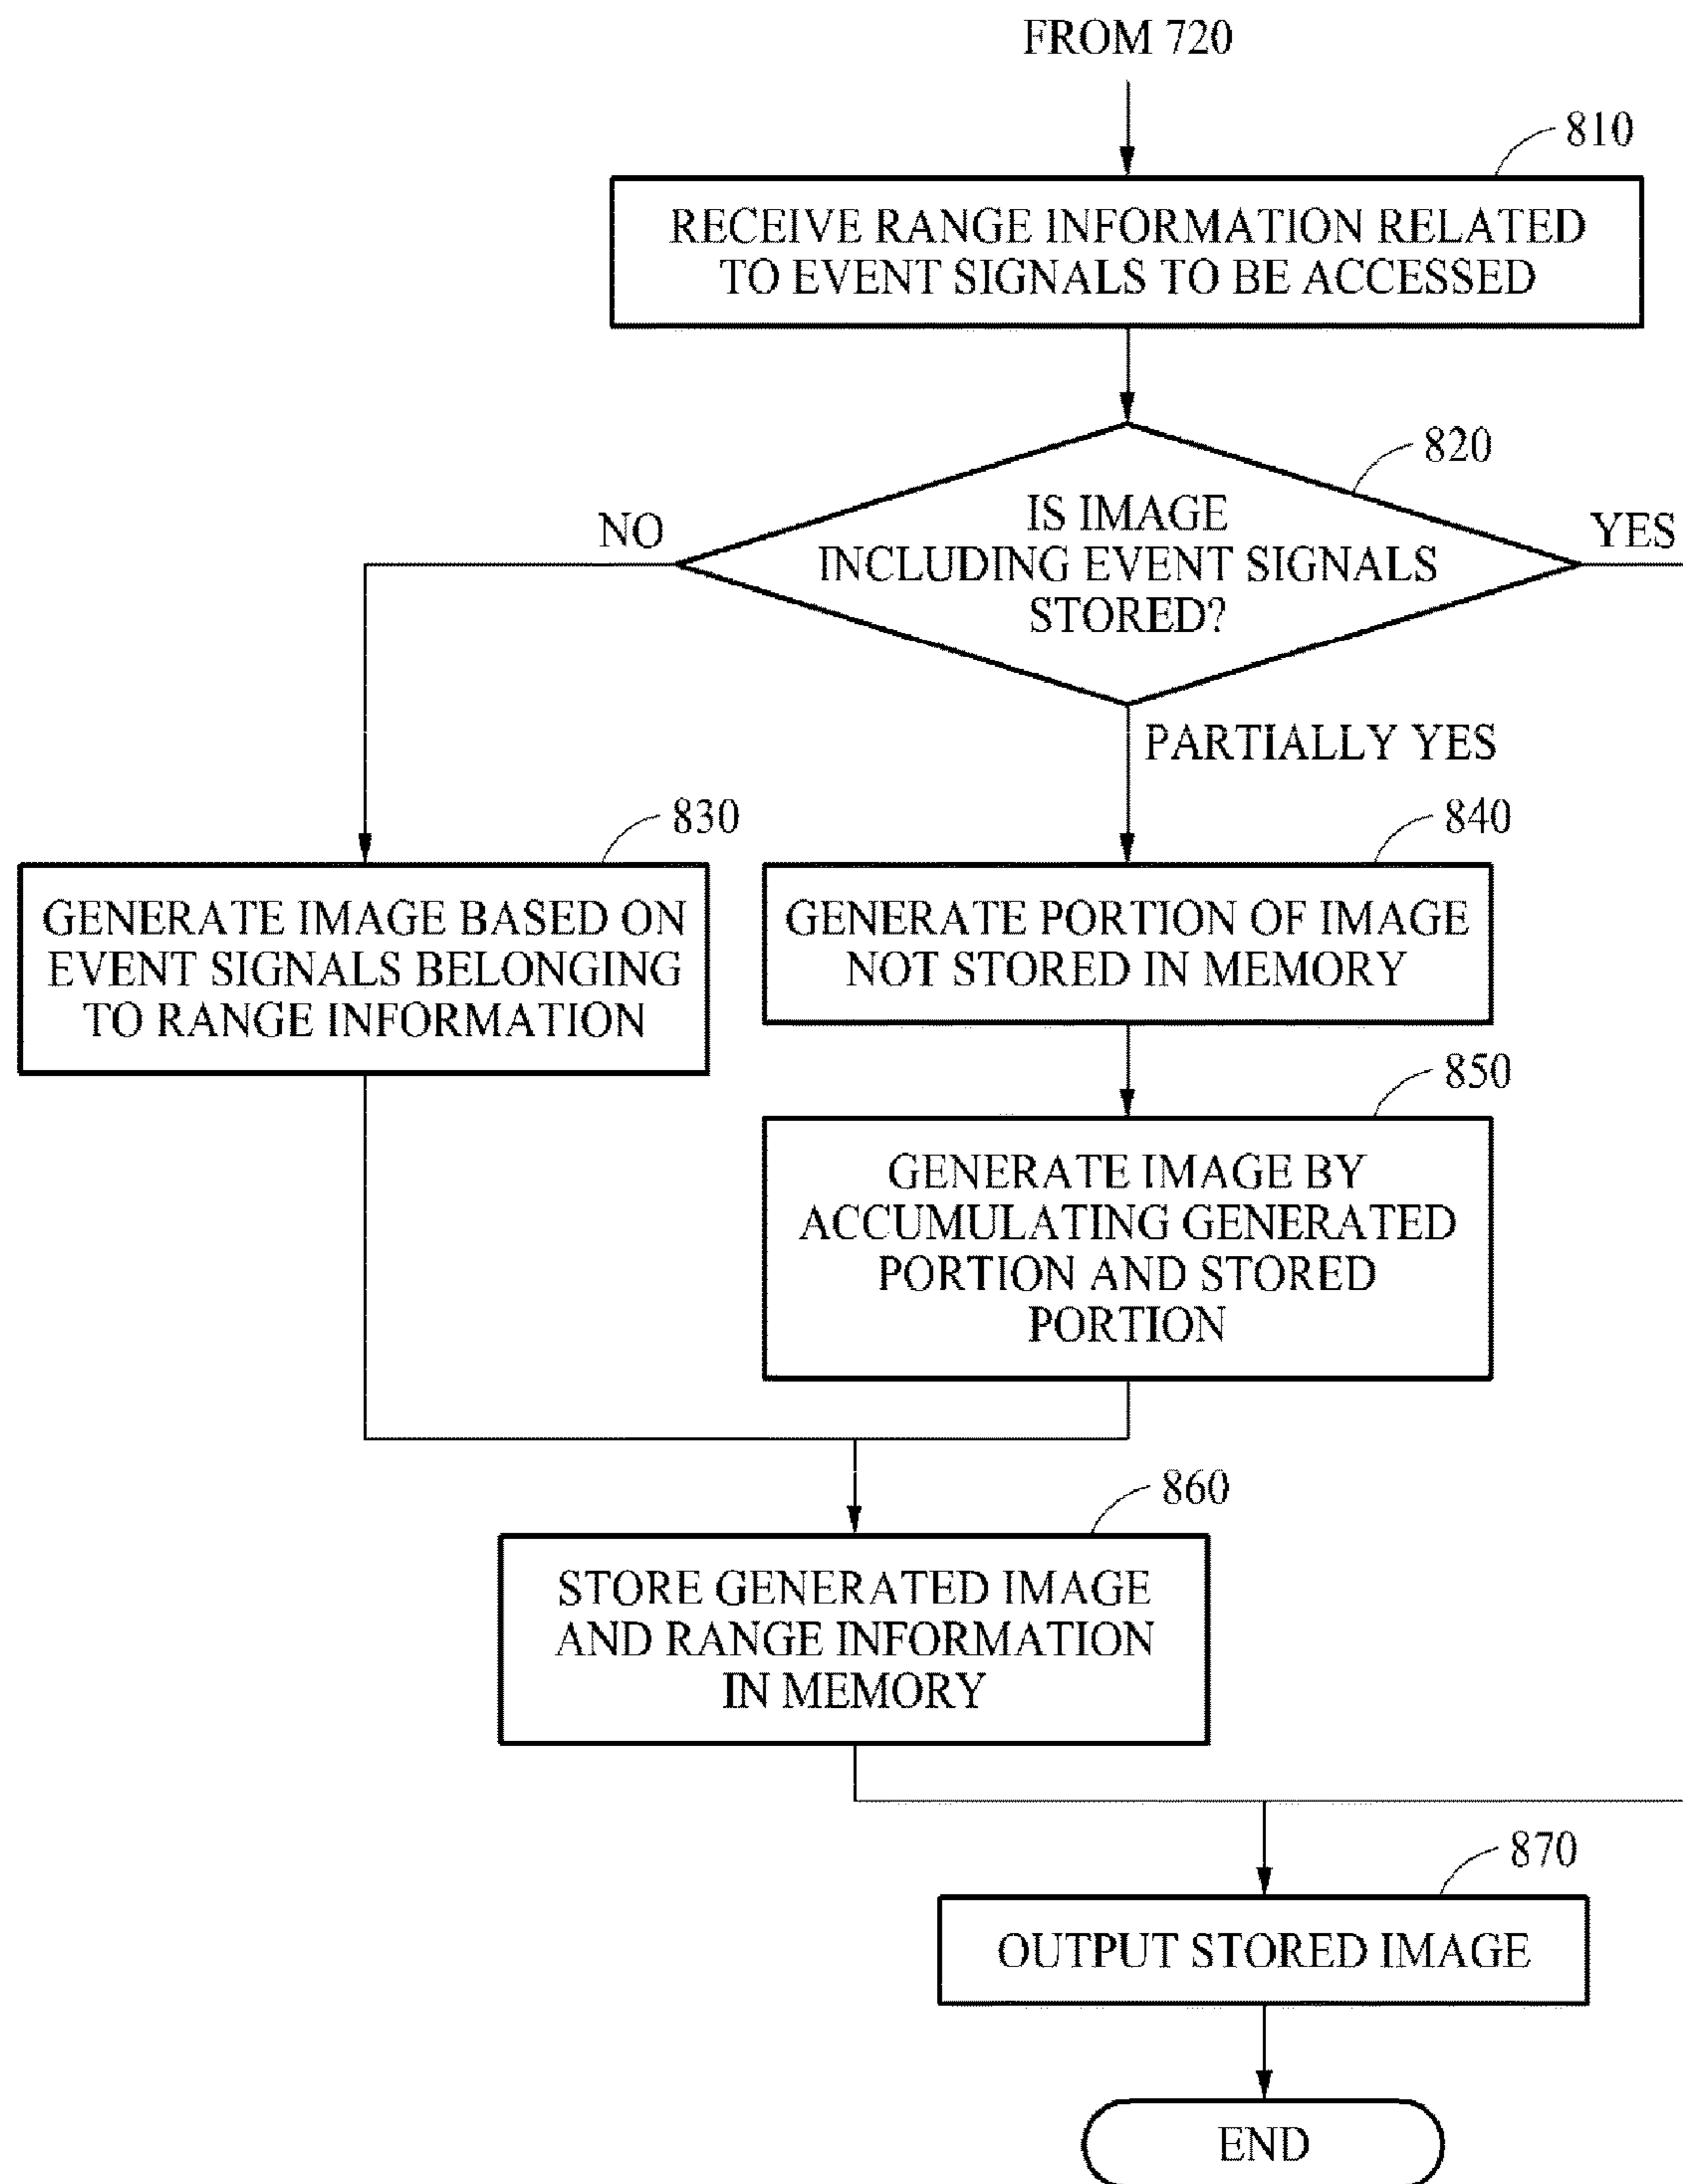 FROM 720
810
RECEIVE RANGE INFORMATION RELATED
TO EVENT SIGNALS TO BE ACCESSED
820
IS IMAGE
INCLUDING EVENT SIGNALS
STORED?
NO
YES
PARTIALLY YES
830
GENERATE IMAGE BASED ON
EVENT SIGNALS BELONGING
TO RANGE INFORMATION
840
GENERATE PORTION OF IMAGE
NOT STORED IN MEMORY
850
GENERATE IMAGE BY
ACCUMULATING GENERATED
PORTION AND STORED
PORTION
860
STORE GENERATED IMAGE
AND RANGE INFORMATION
IN MEMORY
870
OUTPUT STORED IMAGE
END